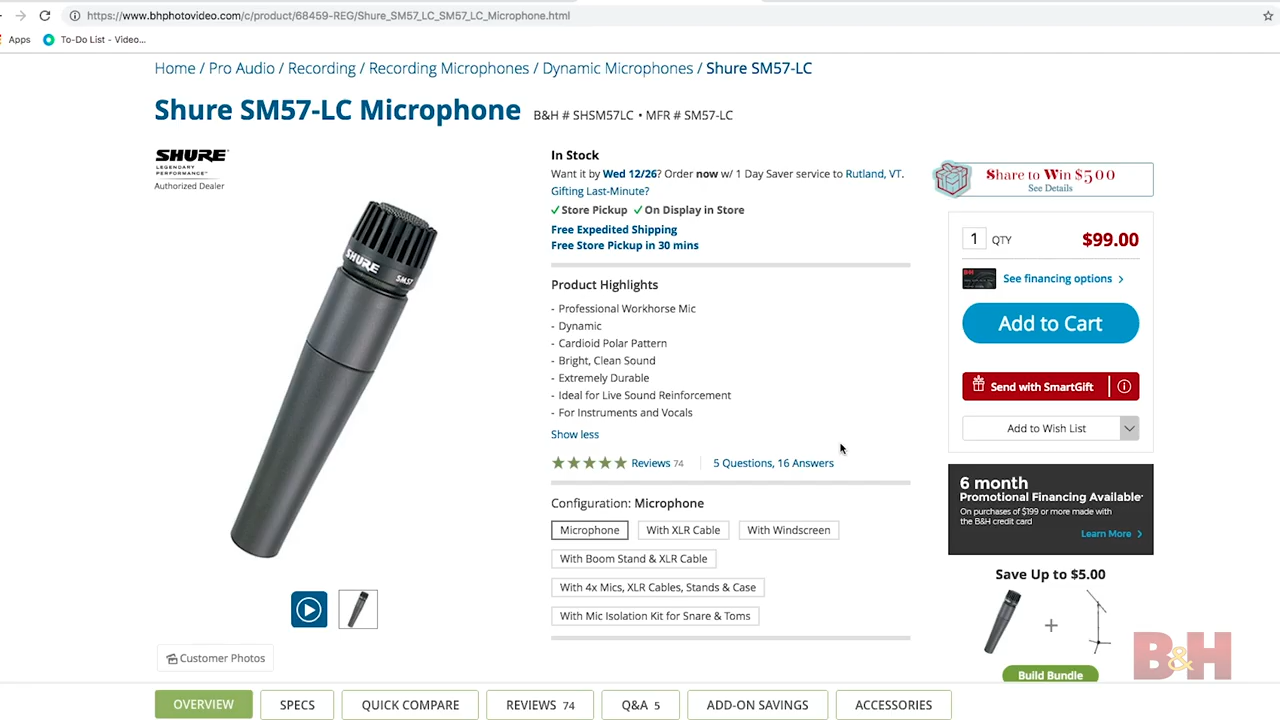 https://www.bhphotovideo.com/c/product/68459-REG/Shure_SM57_LC_SM57_LC_Microphone.html
Apps To-Do List - Video...
Home / Pro Audio / Recording / Recording Microphones / Dynamic Microphones / Shure SM57-LC
Shure SM57-LC Microphone B&H # SHSM57LC • MFR # SM57-LC
SHURE
LEGENDARY
PERFORMANCE™
Authorized Dealer
SHURE SM57
In Stock
Want it by Wed 12/26? Order now w/ 1 Day Saver service to Rutland, VT.
Gifting Last-Minute?
✓ Store Pickup ✓ On Display in Store
Free Expedited Shipping
Free Store Pickup in 30 mins
Product Highlights
- Professional Workhorse Mic
- Dynamic
- Cardioid Polar Pattern
- Bright, Clean Sound
- Extremely Durable
- Ideal for Live Sound Reinforcement
- For Instruments and Vocals
Show less
★★★★★ Reviews 74 5 Questions, 16 Answers
Configuration: Microphone
Microphone With XLR Cable With Windscreen
With Boom Stand & XLR Cable
With 4x Mics, XLR Cables, Stands & Case
With Mic Isolation Kit for Snare & Toms
Share to Win $500
See Details
1 QTY $99.00
B&H See financing options >
Add to Cart
Send with SmartGift
Add to Wish List
6 month
Promotional Financing Available*
On purchases of $199 or more made with
the B&H credit card
Learn More >
Save Up to $5.00
+
Build Bundle
B&H
Customer Photos
OVERVIEW SPECS QUICK COMPARE REVIEWS 74 Q&A 5 ADD-ON SAVINGS ACCESSORIES